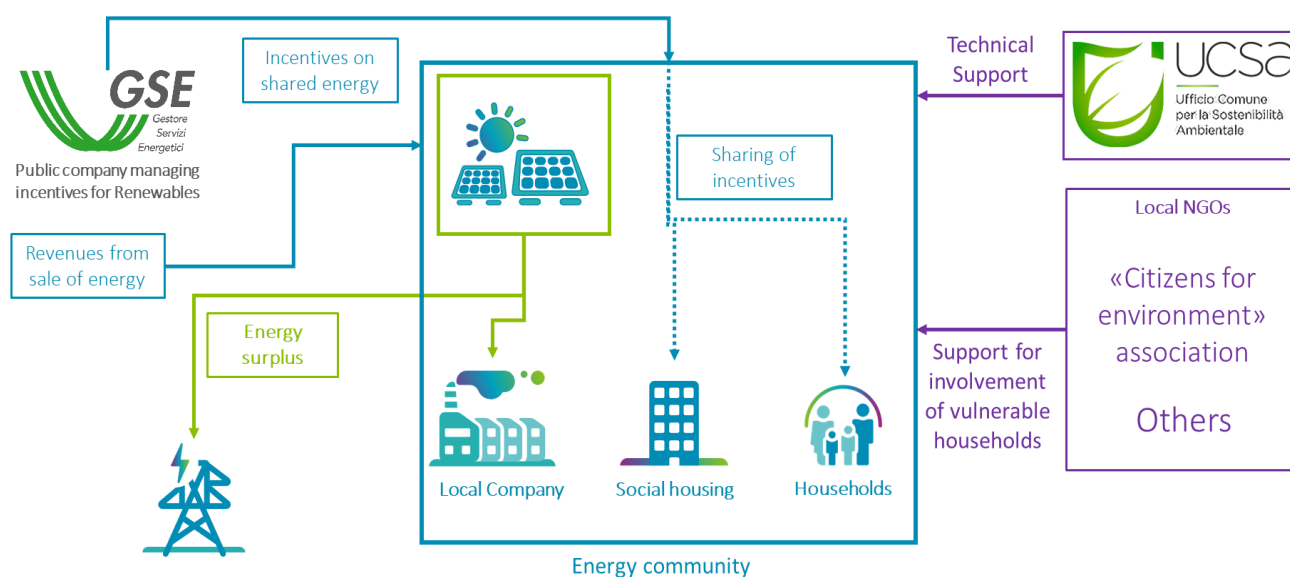 GSE
Gestore
Servizi
Energetici
Public company managing
incentives for Renewables
Incentives on
shared energy
Revenues from
sale of energy
Energy
surplus
Sharing of
incentives
Local Company
Social housing
Households
Energy community
Technical
Support
UCSA
Ufficio Comune
per la Sostenibilità
Ambientale
Local NGOs
«Citizens for
environment»
association
Others
Support for
involvement
of vulnerable
households